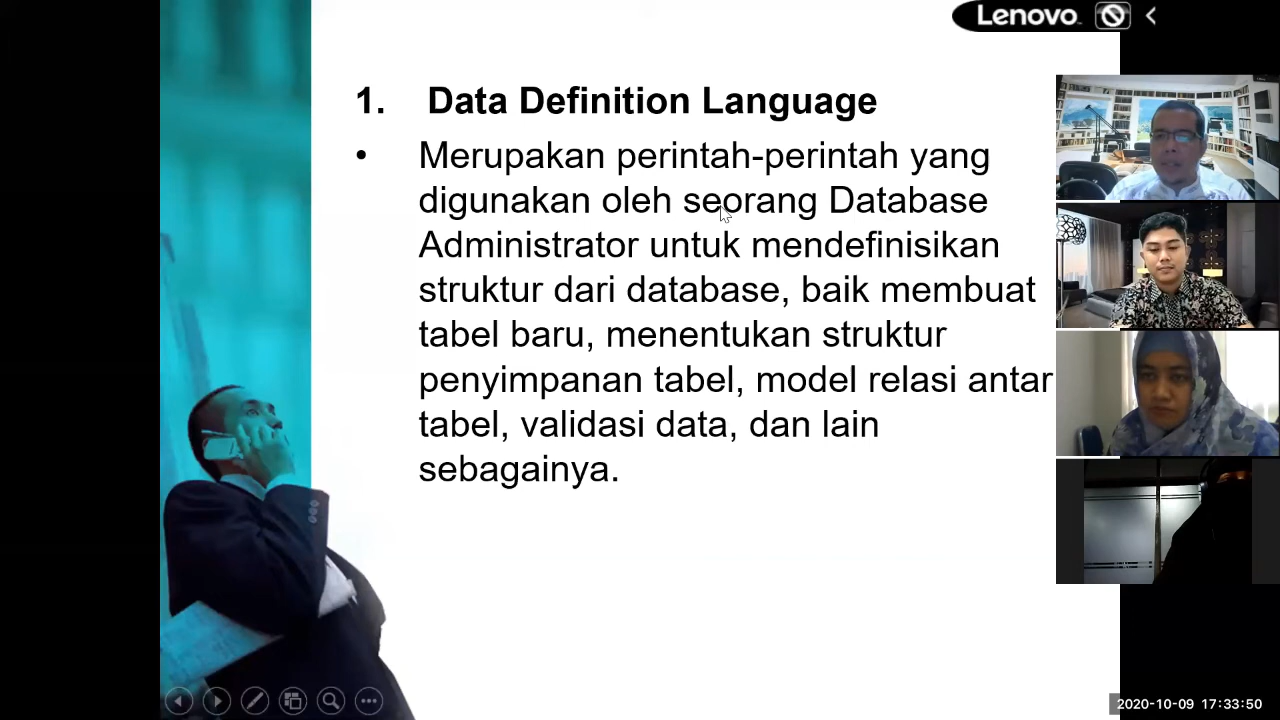 Lenovo
1. Data Definition Language
• Merupakan perintah-perintah yang
digunakan oleh seorang Database
Administrator untuk mendefinisikan
struktur dari database, baik membuat
tabel baru, menentukan struktur
penyimpanan tabel, model relasi antar
tabel, validasi data, dan lain
sebagainya.
2020-10-09 17:33:50